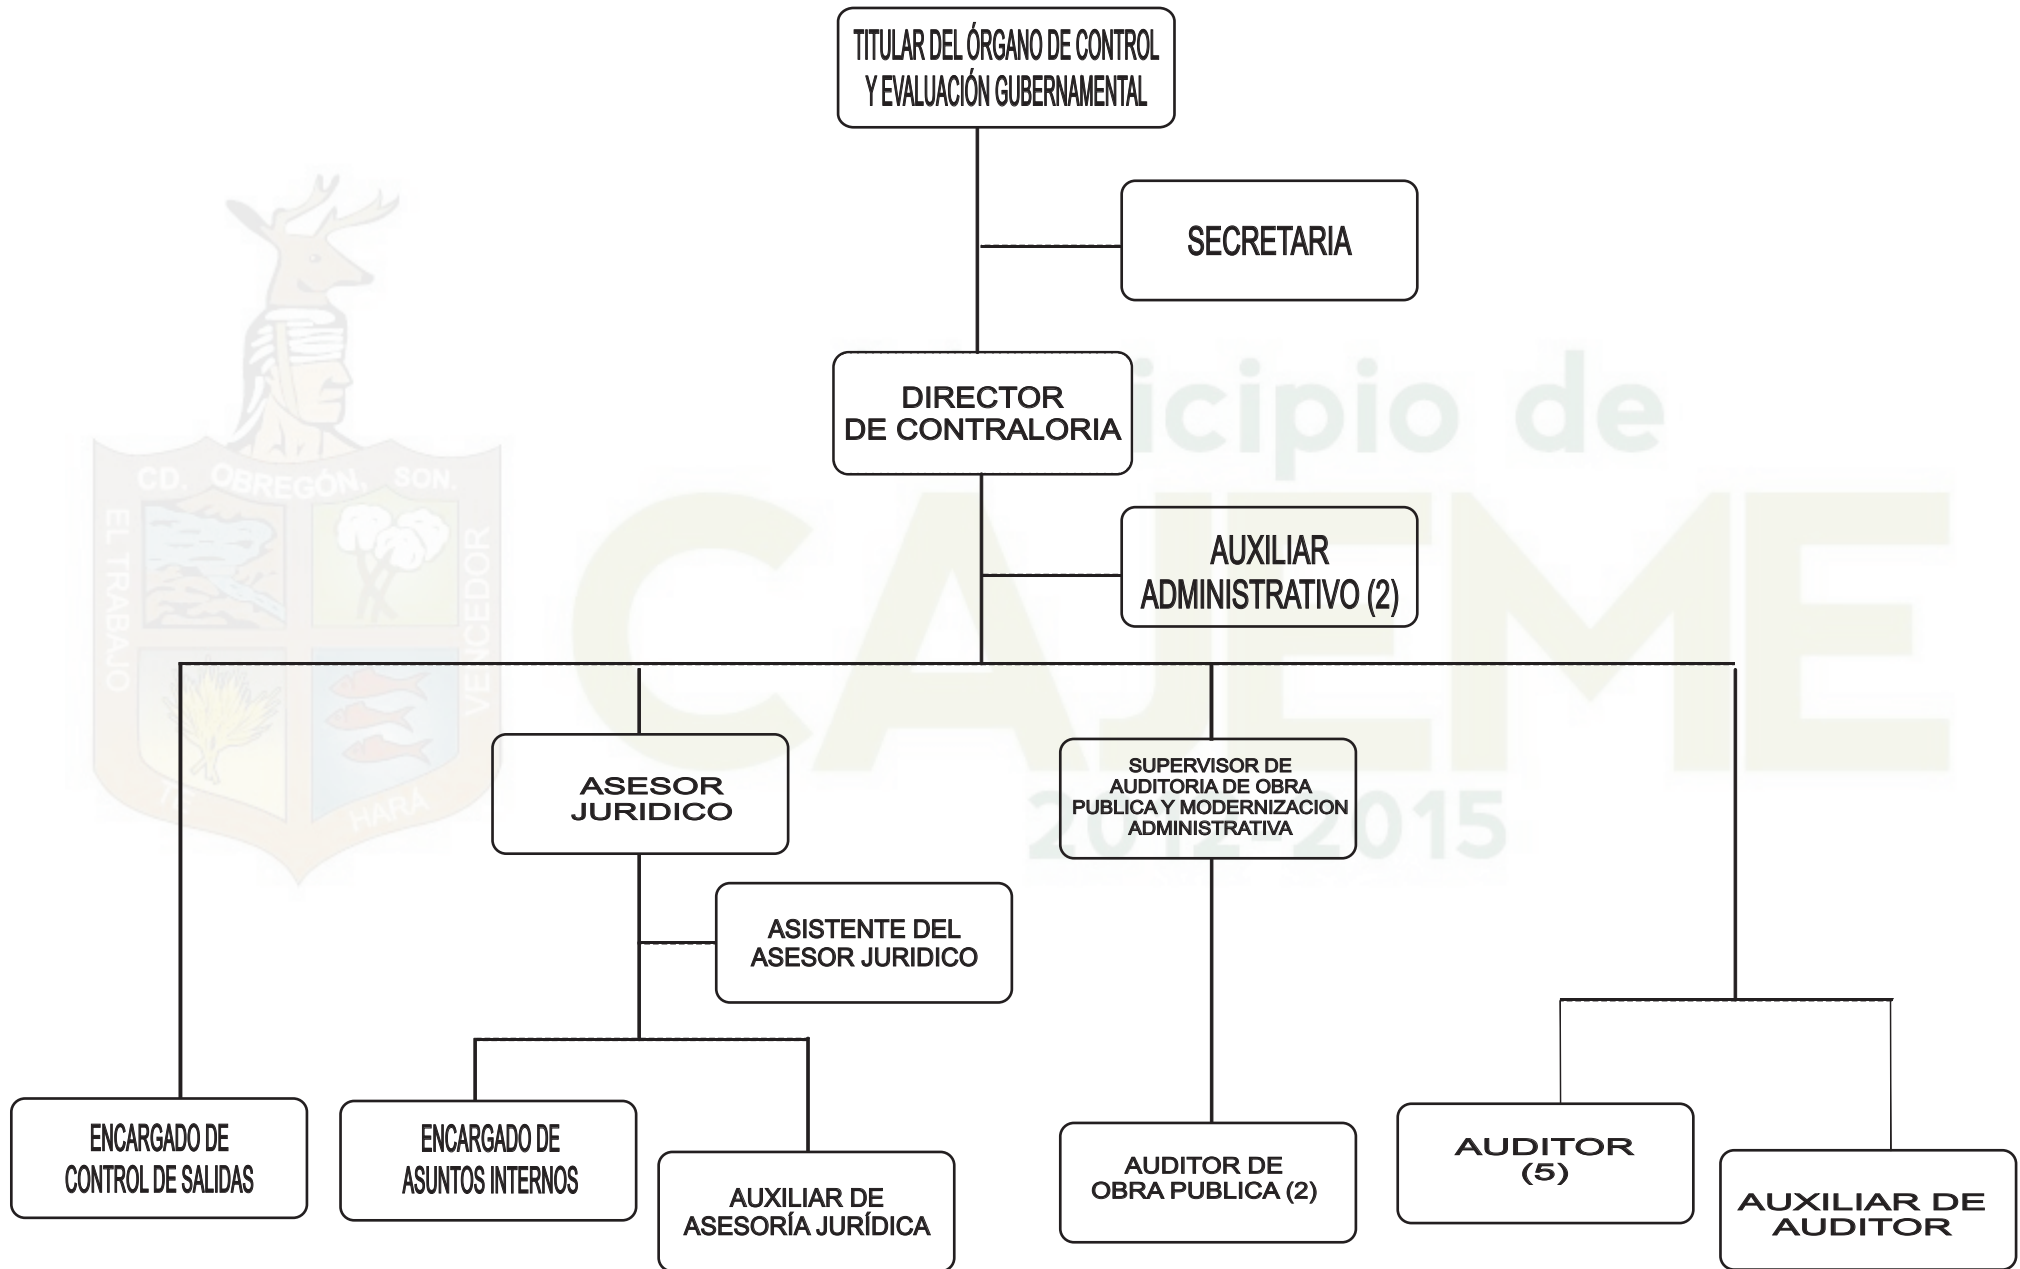 TITULAR DEL ÓRGANO DE CONTROL
Y EVALUACIÓN GUBERNAMENTAL
SECRETARIA
DIRECTOR
DE CONTRALORIA
icipio de
CAJEME
2012-2015
CD. OBREGÓN, SON.
EL TRABAJO
VENCEDOR
TE
HARÁ
AUXILIAR
ADMINISTRATIVO (2)
ASESOR
JURIDICO
SUPERVISOR DE
AUDITORIA DE OBRA
PUBLICA Y MODERNIZACION
ADMINISTRATIVA
ASISTENTE DEL
ASESOR JURIDICO
ENCARGADO DE
CONTROL DE SALIDAS
ENCARGADO DE
ASUNTOS INTERNOS
AUXILIAR DE
ASESORÍA JURÍDICA
AUDITOR DE
OBRA PUBLICA (2)
AUDITOR
(5)
AUXILIAR DE
AUDITOR